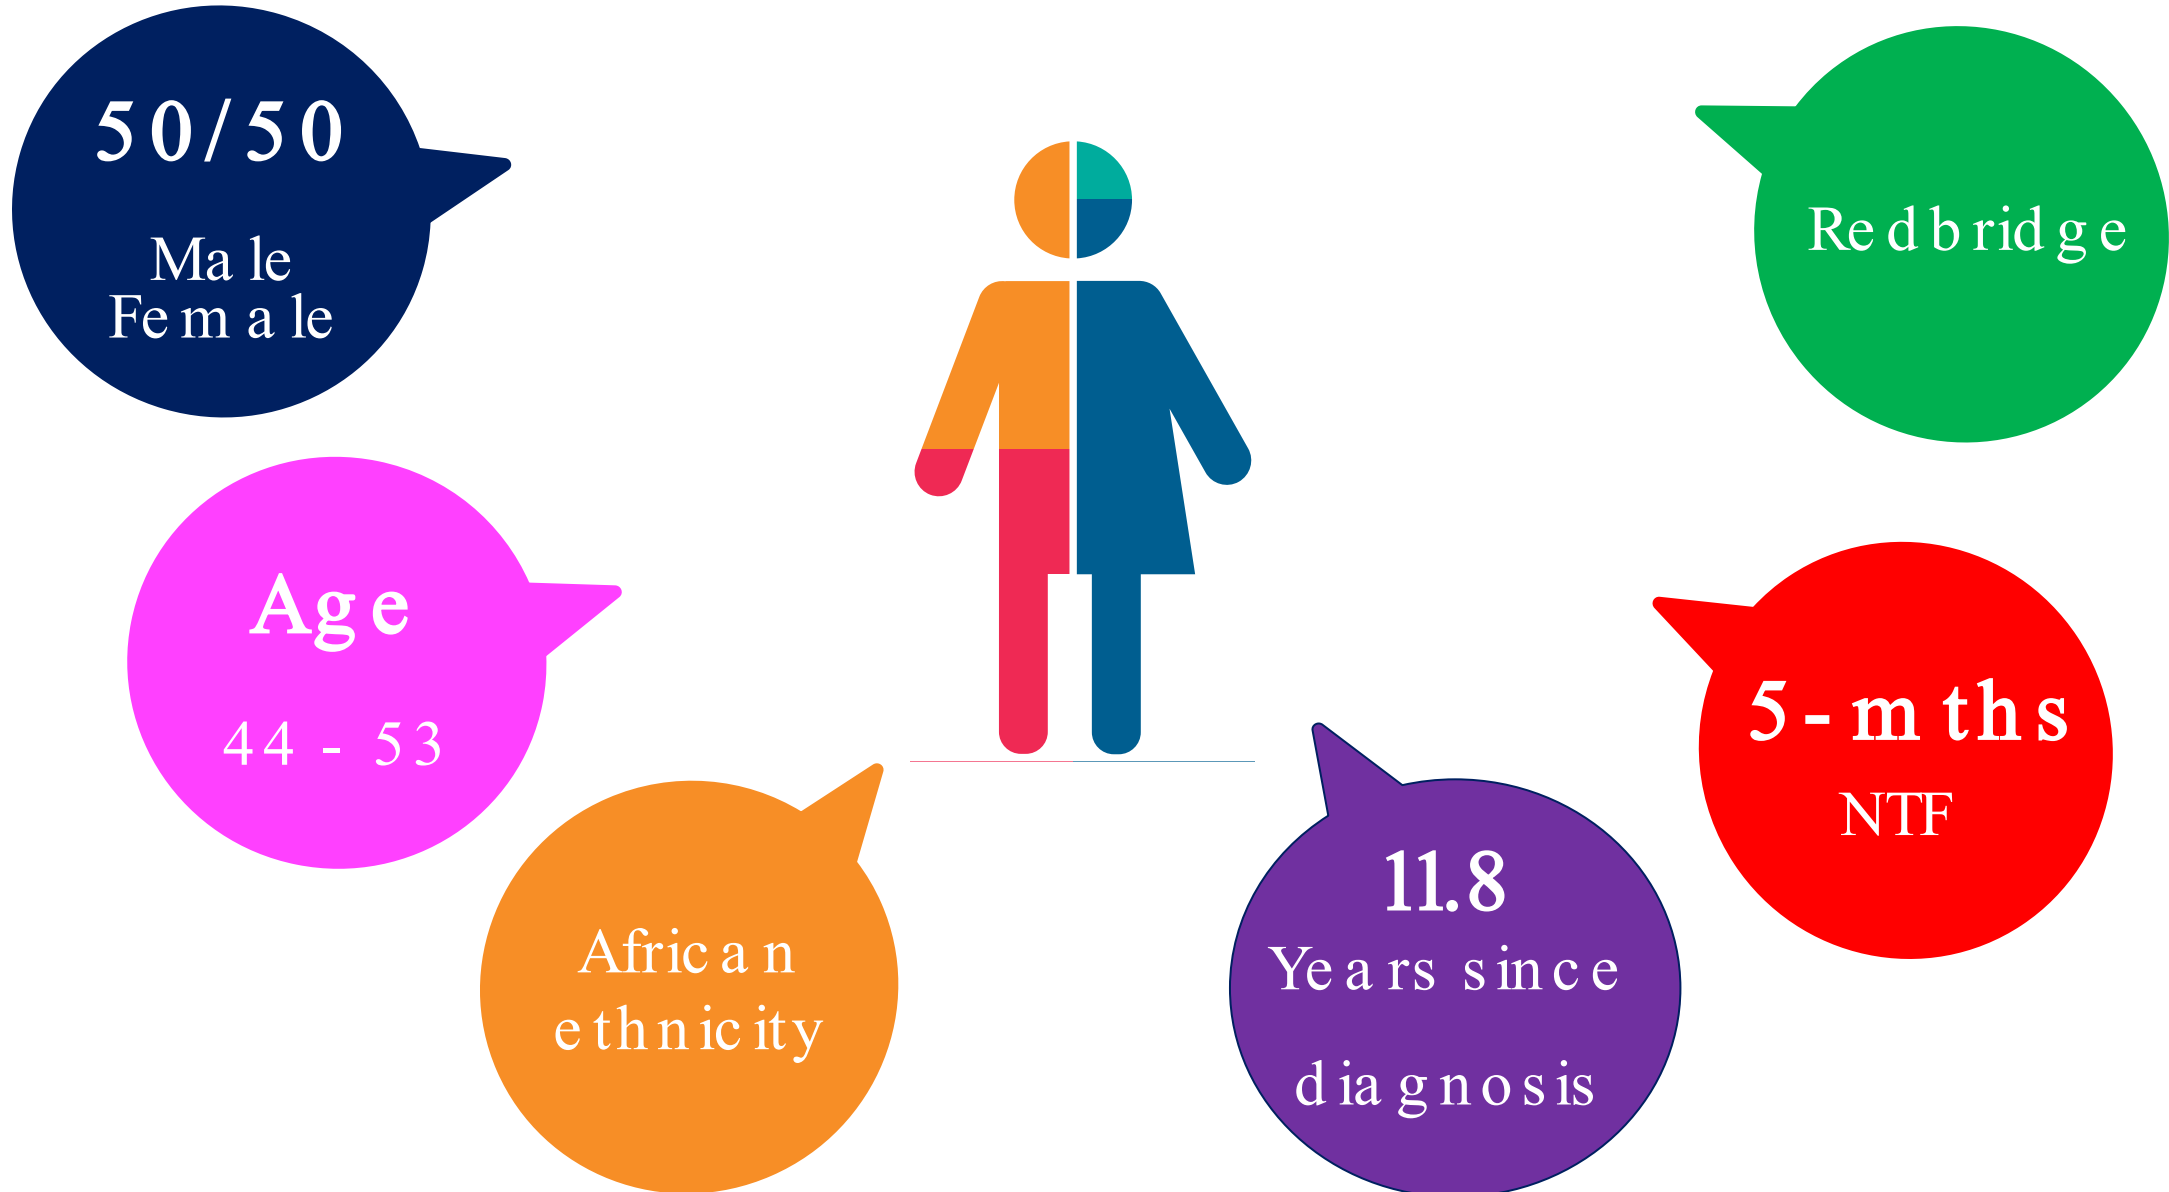 50/50
Male
Female
Redbridge
Age
44 - 53
5-mths
NTF
African
ethnicity
11.8
Years since
diagnosis